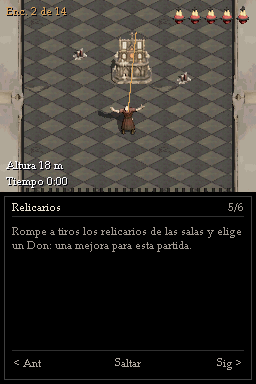 Enc. 2 de 14
Altura 18 m
Tiempo 0:00
Relicarios 5/6
Rompe a tiros los relicarios de las salas y elige
un Don: una mejora para esta partida.
< Ant Saltar Sig >